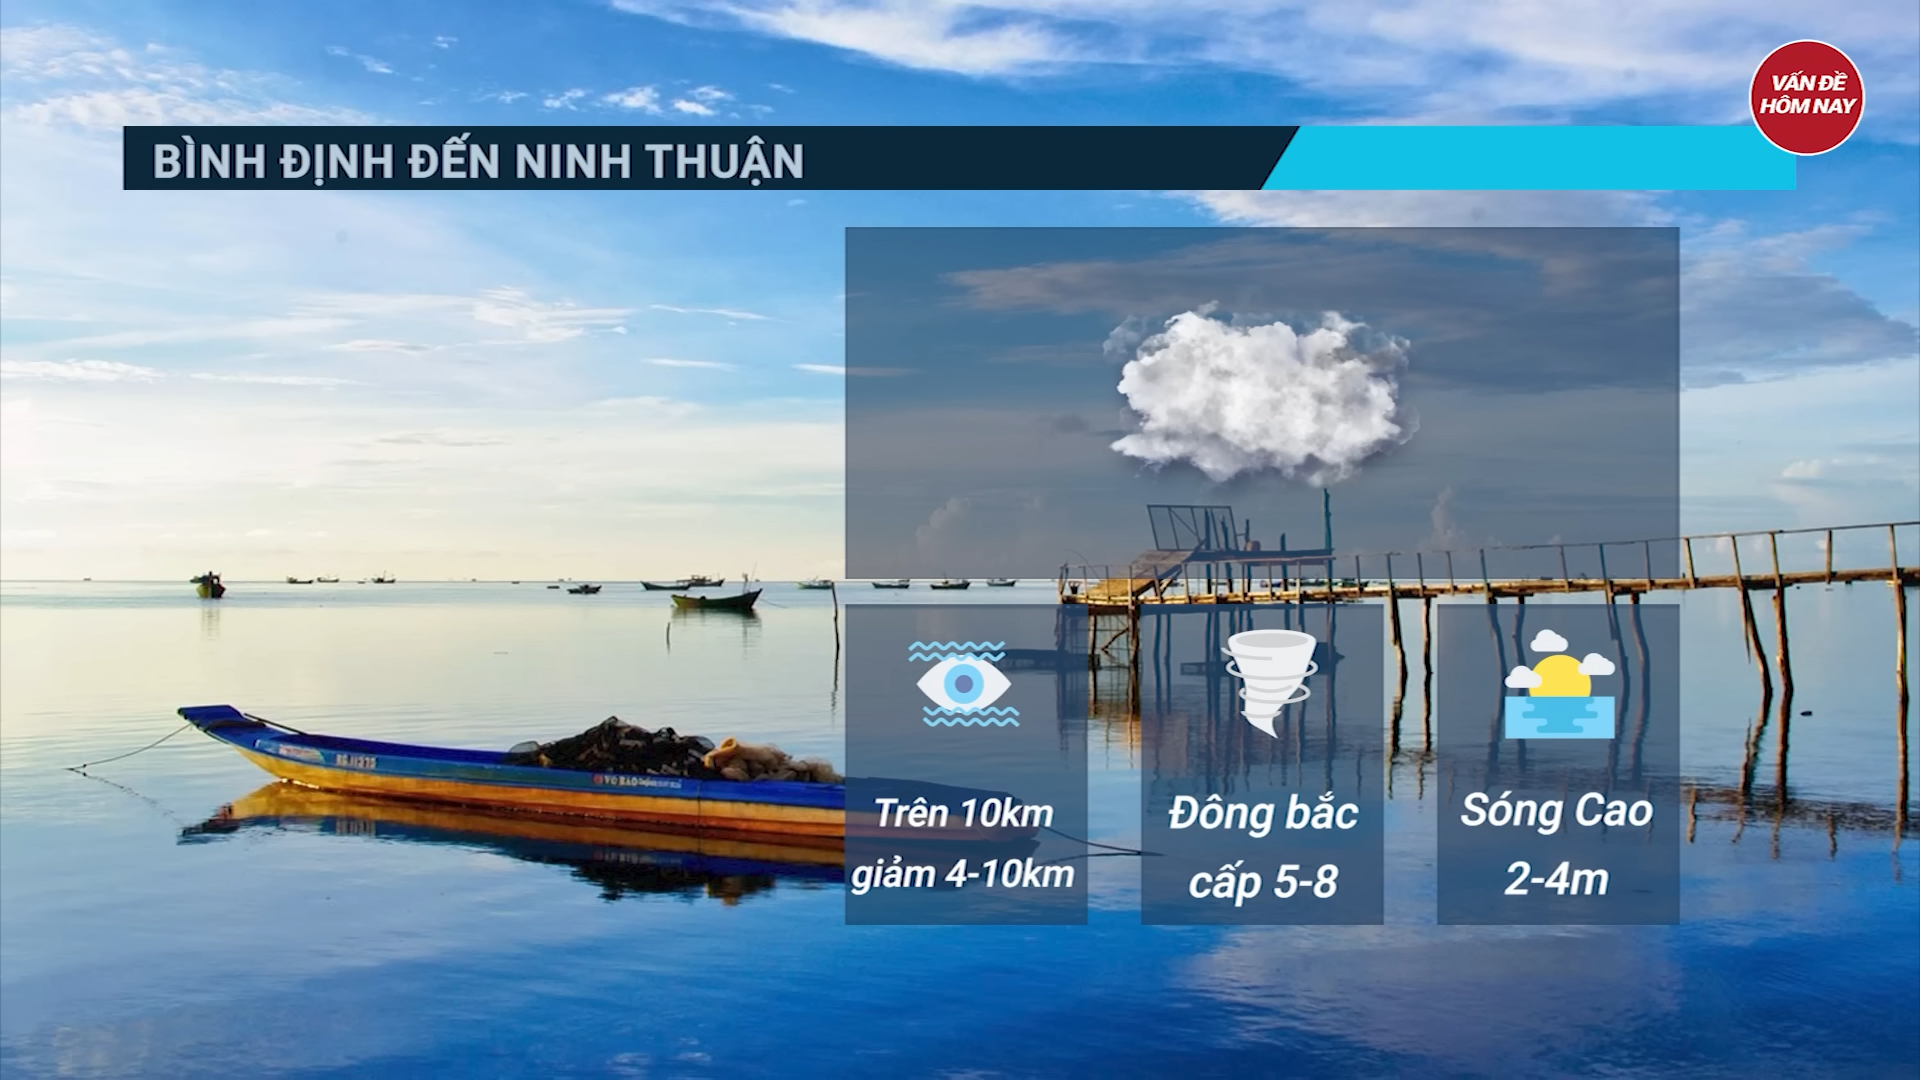 VẤN ĐỀ
HÔM NAY
BÌNH ĐỊNH ĐẾN NINH THUẬN
Trên 10km
giảm 4-10km
Đông bắc
cấp 5-8
Sóng Cao
2-4m